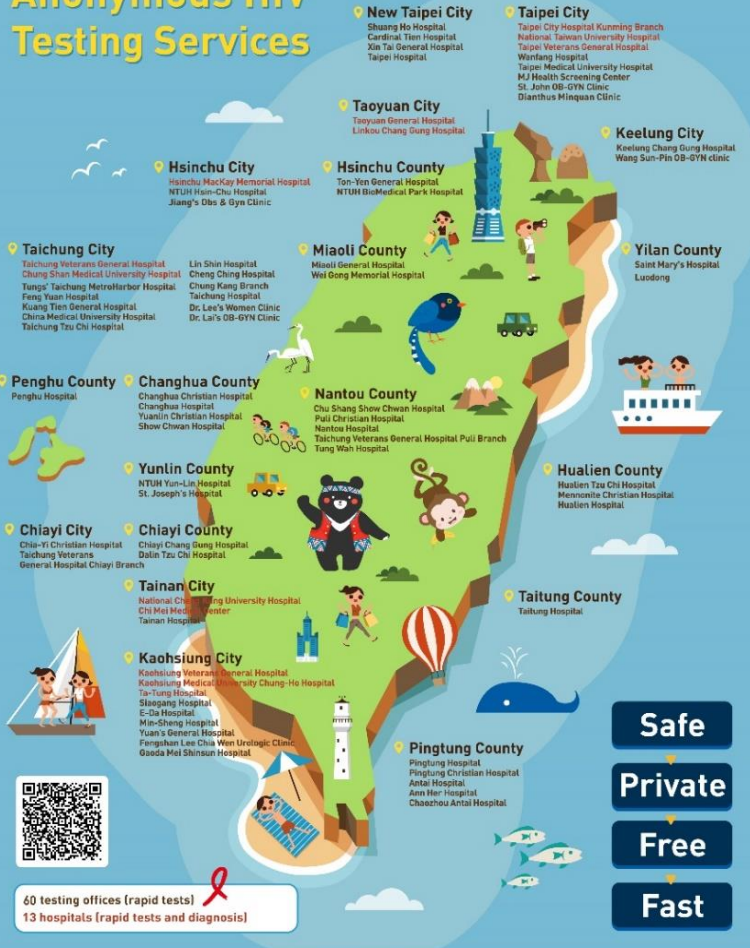 Anonymous HIV
Testing Services
New Taipei City
Shuang Ho Hospital
Cardinal Tien Hospital
Xin Tai General Hospital
Taipei Hospital
Taipei City
Taipei City Hospital Kunming Branch
National Taiwan University Hospital
Taipei Veterans General Hospital
Wanfang Hospital
Taipei Medical University Hospital
MJ Health Screening Center
St. John OB-GYN Clinic
Dianthus Minquan Clinic
Taoyuan City
Taoyuan General Hospital
Linkou Chang Gung Hospital
Keelung City
Keelung Chang Gung Hospital
Wang Sun-Pin OB-GYN clinic
Hsinchu City
Hsinchu MacKay Memorial Hospital
NTUH Hsin-Chu Hospital
Jiang's Obs & Gyn Clinic
Hsinchu County
Ton-Yen General Hospital
NTUH BioMedical Park Hospital
Taichung City
Taichung Veterans General Hospital
Chung Shan Medical University Hospital
Tungs' Taichung MetroHarbor Hospital
Feng Yuan Hospital
Kuang Tien General Hospital
China Medical University Hospital
Taichung Tzu Chi Hospital
Lin Shin Hospital
Cheng Ching Hospital
Chung Kang Branch
Taichung Hospital
Dr. Lee's Women Clinic
Dr. Lai's OB-GYN Clinic
Miaoli County
Miaoli General Hospital
Wei Gong Memorial Hospital
Yilan County
Saint Mary's Hospital
Luodong
Penghu County
Penghu Hospital
Changhua County
Changhua Christian Hospital
Changhua Hospital
Yuanlin Christian Hospital
Show Chwan Hospital
Nantou County
Chu Shang Show Chwan Hospital
Puli Christian Hospital
Nantou Hospital
Taichung Veterans General Hospital Puli Branch
Tung Wah Hospital
Yunlin County
NTUH Yun-Lin Hospital
St. Joseph's Hospital
Hualien County
Hualien Tzu Chi Hospital
Mennonite Christian Hospital
Hualien Hospital
Chiayi City
Chia-Yi Christian Hospital
Taichung Veterans
General Hospital Chiayi Branch
Chiayi County
Chiayi Chang Gung Hospital
Dalin Tzu Chi Hospital
Tainan City
National Cheng Kung University Hospital
Chi Mei Medical Center
Tainan Hospital
Taitung County
Taitung Hospital
Kaohsiung City
Kaohsiung Veterans General Hospital
Kaohsiung Medical University Chung-Ho Hospital
Ta-Tung Hospital
Siaogang Hospital
E-Da Hospital
Min-Sheng Hospital
Yuan's General Hospital
Fengshan Lee Chia Wen Urologic Clinic
Gaoda Mei Shinsun Hospital
Pingtung County
Pingtung Hospital
Pingtung Christian Hospital
Antai Hospital
Ann Her Hospital
Chaozhou Antai Hospital
Safe
Private
Free
Fast
60 testing offices (rapid tests)
13 hospitals (rapid tests and diagnosis)